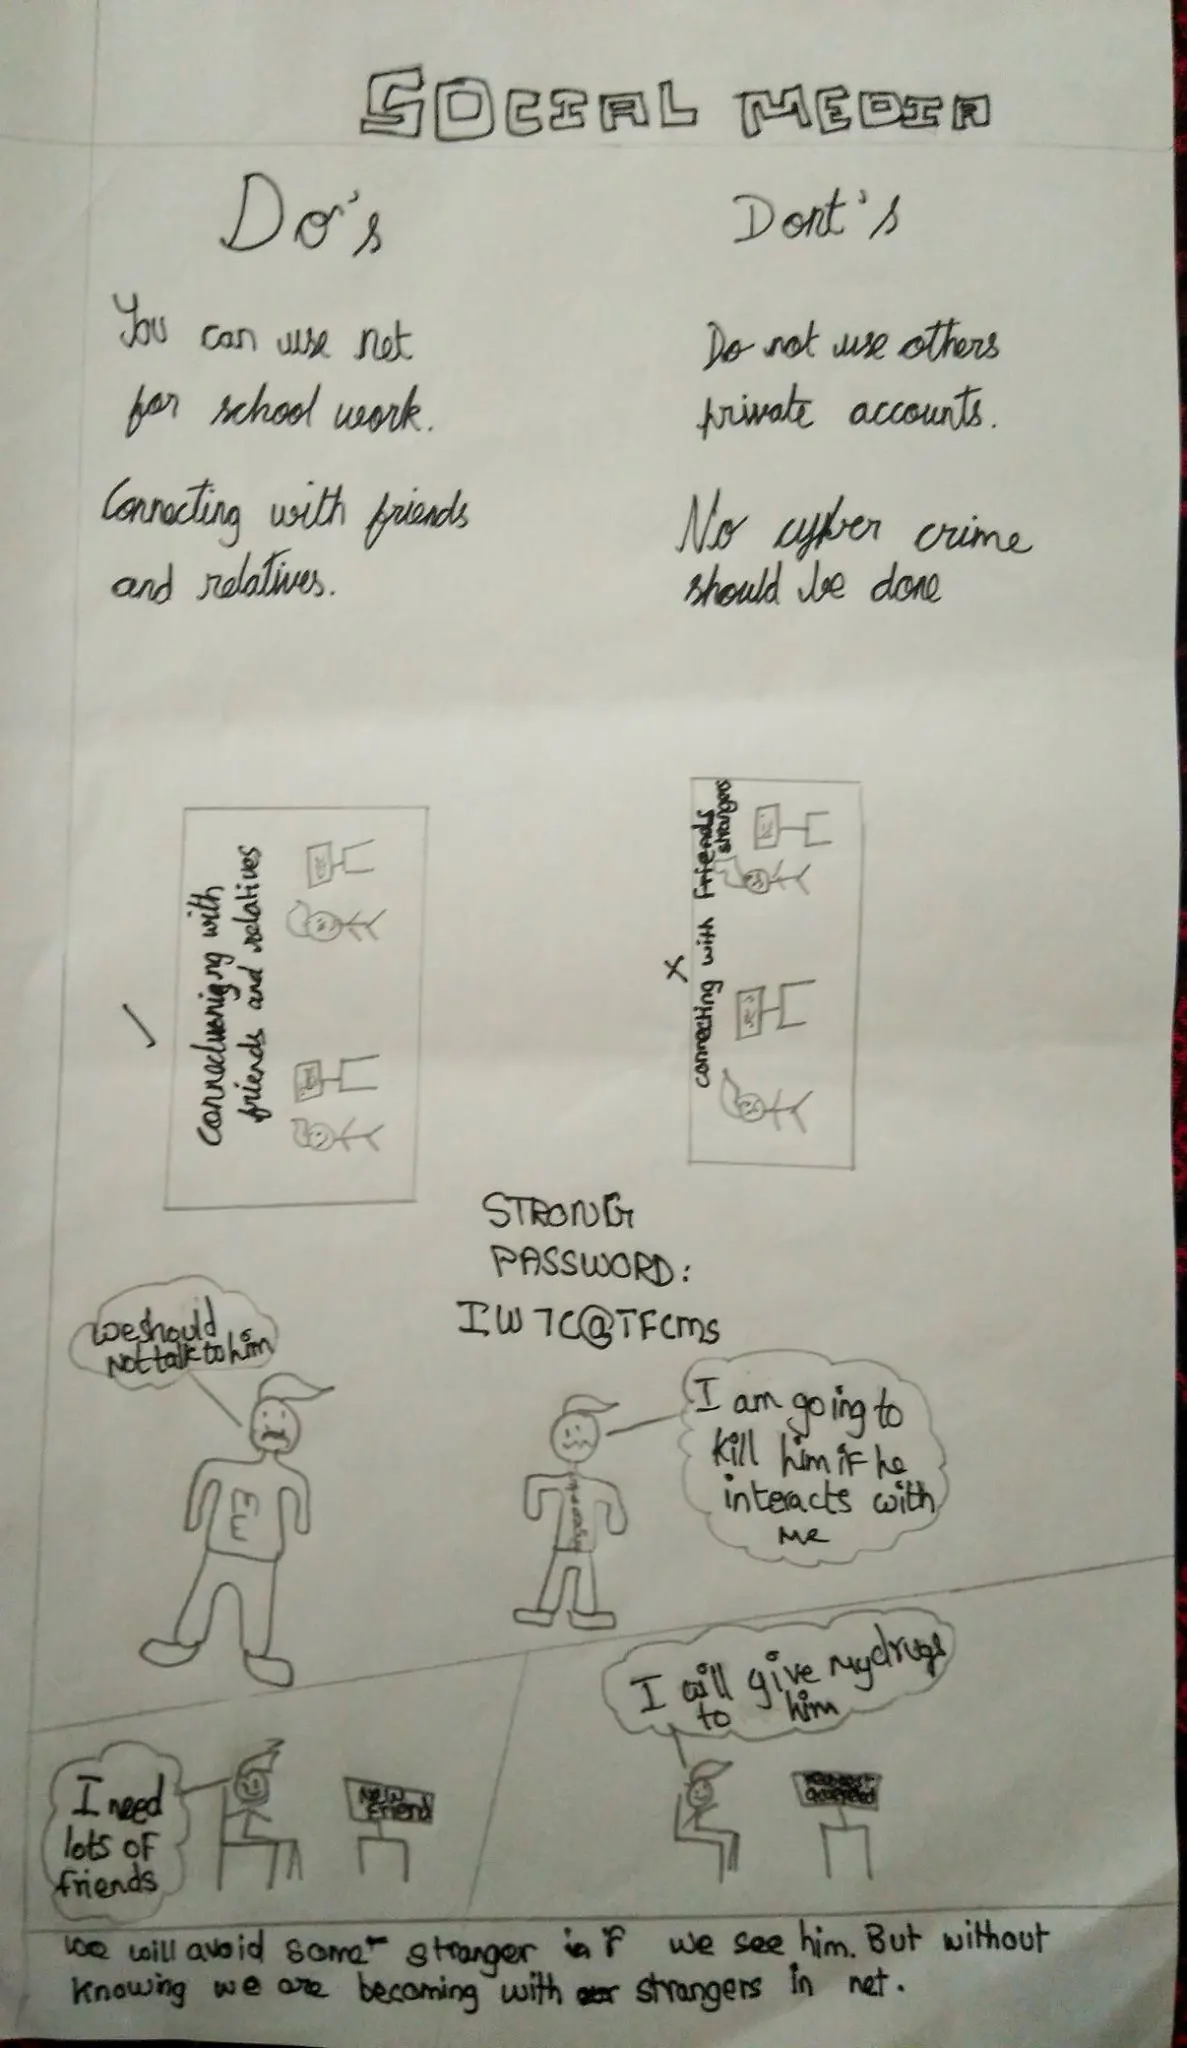 SOCIAL MEDIA
Do's
You can use net
for school work.
Connecting with friends
and relatives.
Dont's
Do not use others
private accounts.
No cyber crime
should be done
friends and relatives
connecting with Friends
strangers
STRONG
PASSWORD:
IW7C@TFCms
we should
Not talk to him
I am going to
kill him if he
interacts with
me
I need
lots of
friends
New
Friend
I will give my drugs
to him
Request
accepted
we will avoid some stranger if we see him. But without
knowing we are becoming with strangers in net.